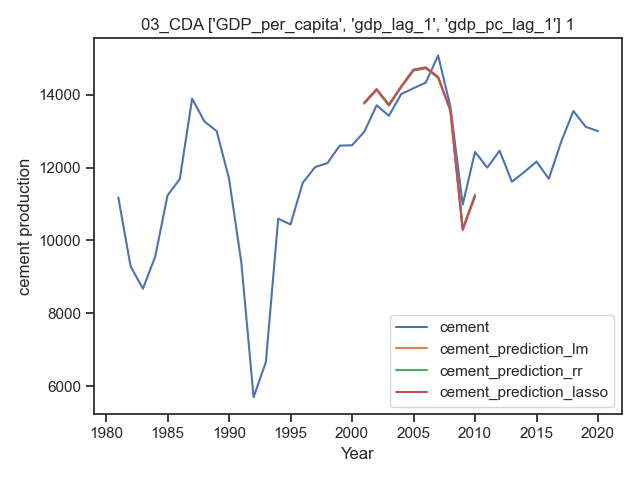 03_CDA ['GDP_per_capita', 'gdp_lag_1', 'gdp_pc_lag_1'] 1
14000
12000
10000
8000
6000
cement production
cement
cement_prediction_lm
cement_prediction_rr
cement_prediction_lasso
1980 1985 1990 1995 2000 2005 2010 2015 2020
Year